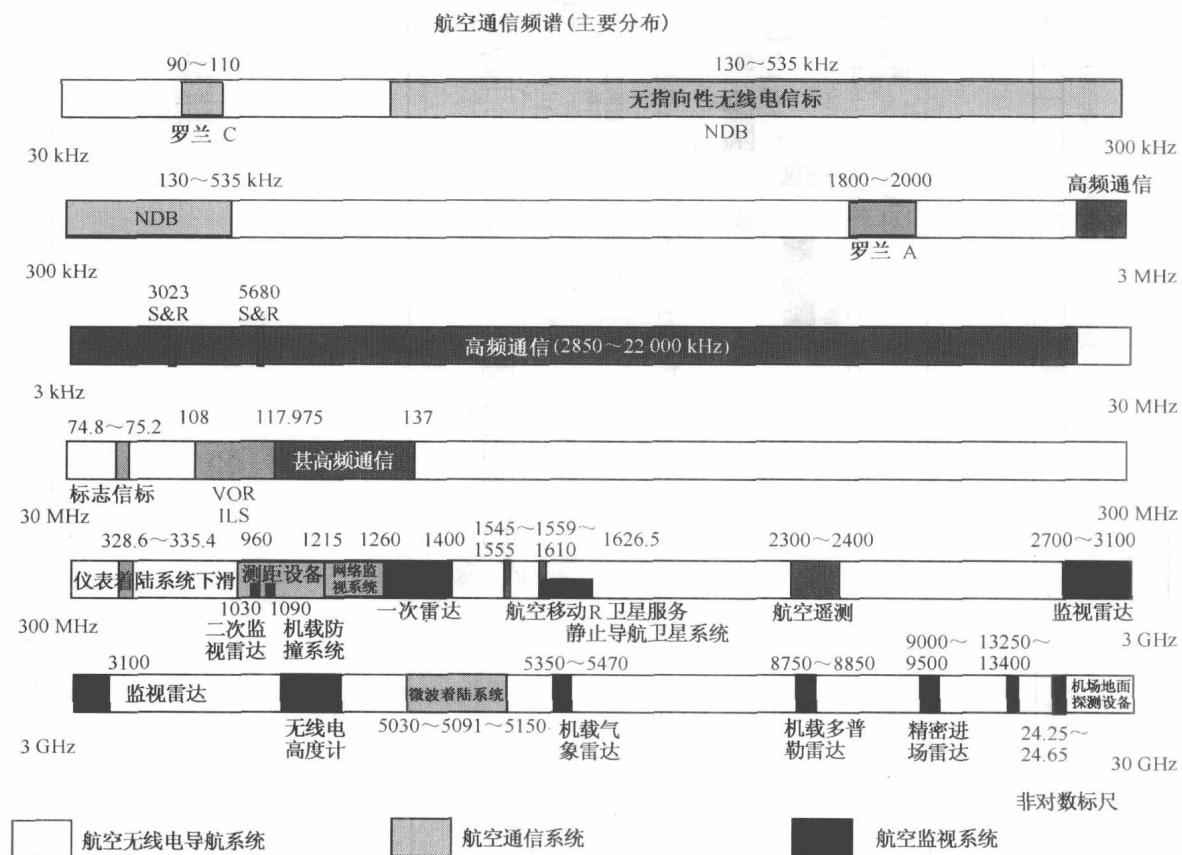 航空通信频谱(主要分布)
90～110
130～535 kHz
无指向性无线电信标
罗兰 C
NDB
30 kHz
300 kHz
130～535 kHz
1800～2000
高频通信
NDB
罗兰 A
300 kHz
3 MHz
3023
S&R
5680
S&R
高频通信(2850～22 000 kHz)
3 kHz
30 MHz
74.8～75.2
108
117.975
137
甚高频通信
标志信标
VOR
ILS
30 MHz
300 MHz
328.6～335.4
960
1215
1260
1400
1545～
1555
1559～
1610
1626.5
2300～2400
2700～3100
仪表着陆系统下滑
测距设备
网络监
视系统
1030
1090
一次雷达
航空移动R 卫星服务
静止导航卫星系统
航空遥测
监视雷达
二次监
视雷达
机载防
撞系统
300 MHz
3 GHz
3100
5350～5470
8750～8850
9000～
9500
13250～
13400
监视雷达
微波着陆系统
机场地面
探测设备
无线电
高度计
5030～5091～5150
机载气
象雷达
机载多普
勒雷达
精密进
场雷达
24.25～
24.65
3 GHz
30 GHz
非对数标尺
航空无线电导航系统
航空通信系统
航空监视系统